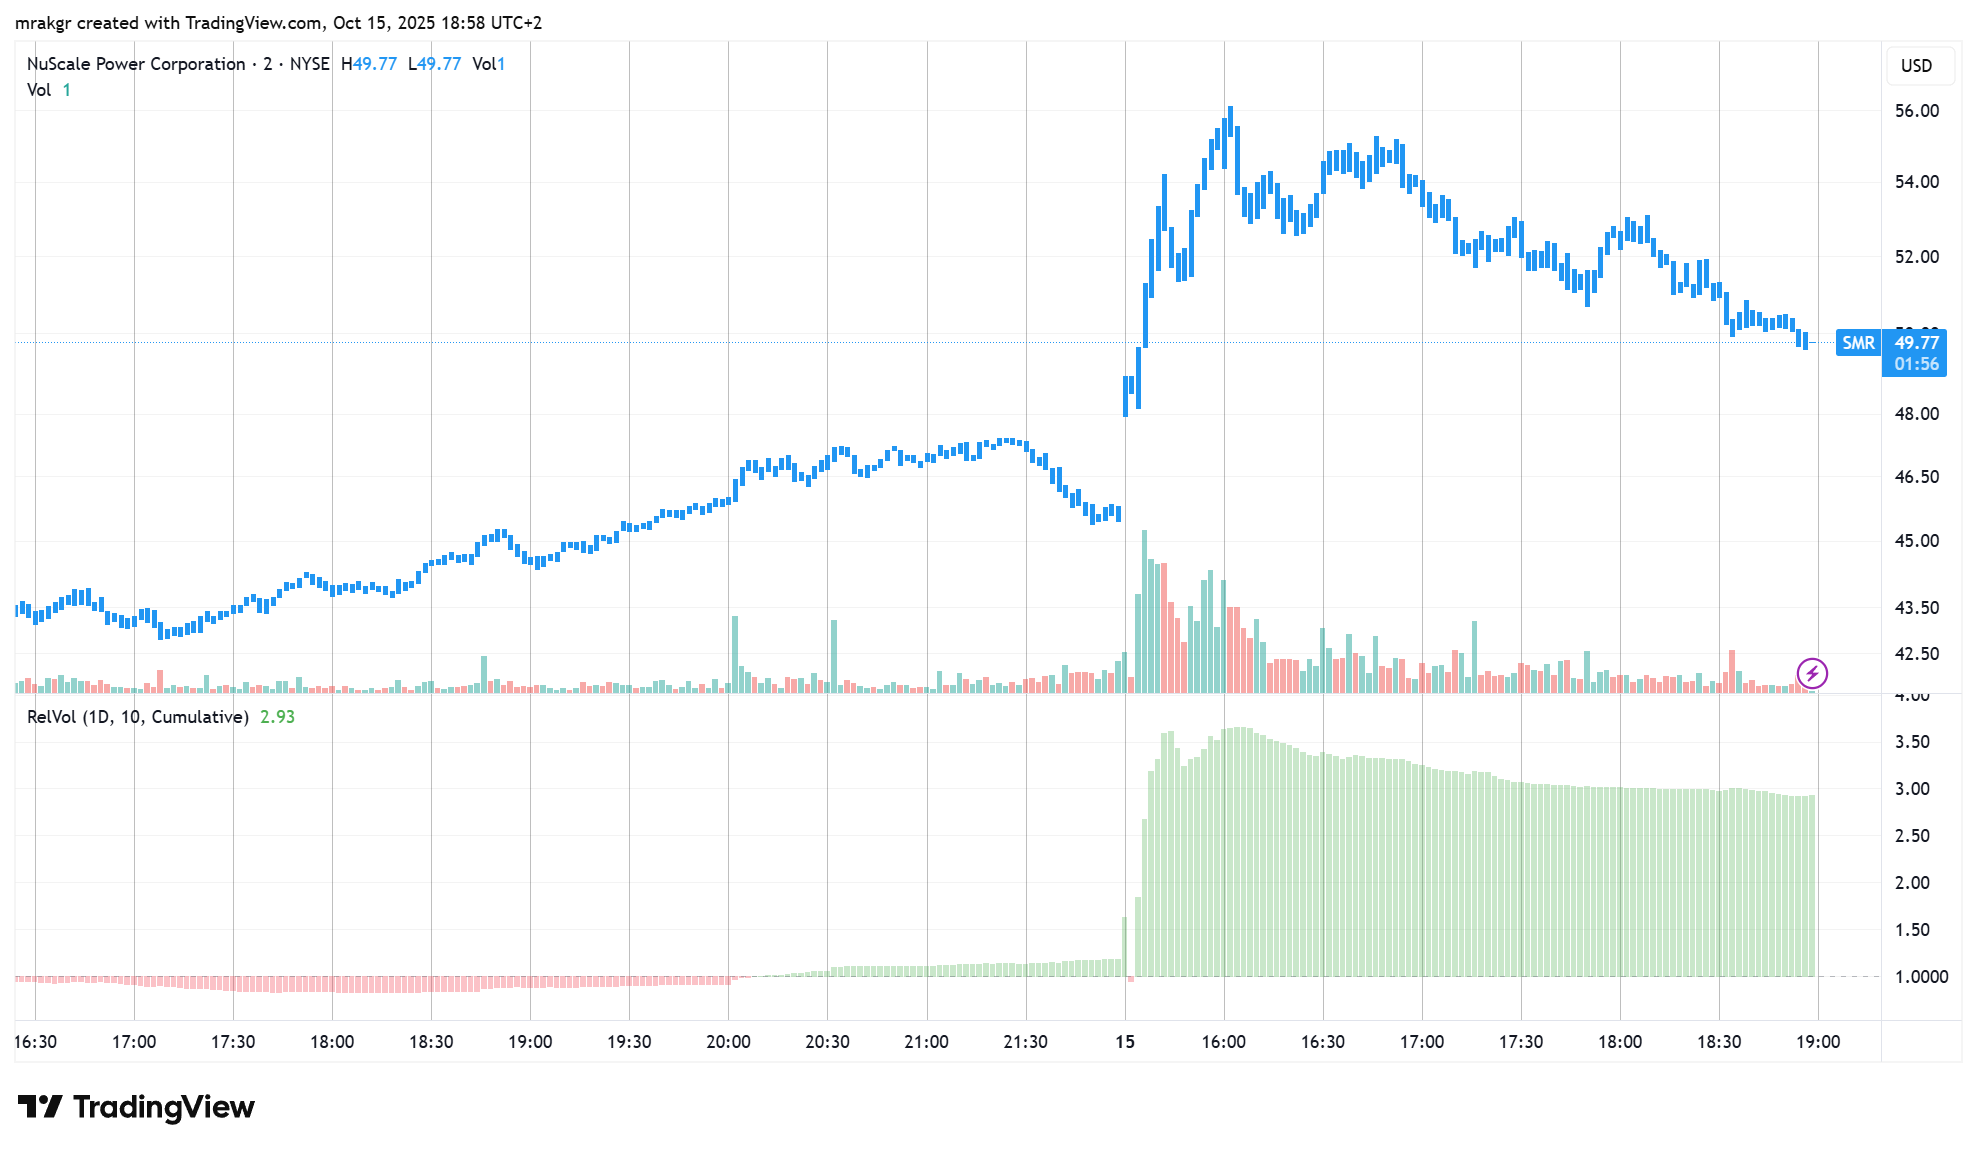 mrakgr created with TradingView.com, Oct 15, 2025 18:58 UTC+2
NuScale Power Corporation · 2 · NYSE H49.77 L49.77 Vol1
Vol 1
USD
56.00
54.00
52.00
SMR 49.77
01:56
48.00
46.50
45.00
43.50
42.50
4.00
RelVol (1D, 10, Cumulative) 2.93
3.50
3.00
2.50
2.00
1.50
1.0000
16:30 17:00 17:30 18:00 18:30 19:00 19:30 20:00 20:30 21:00 21:30 15 16:00 16:30 17:00 17:30 18:00 18:30 19:00
TradingView